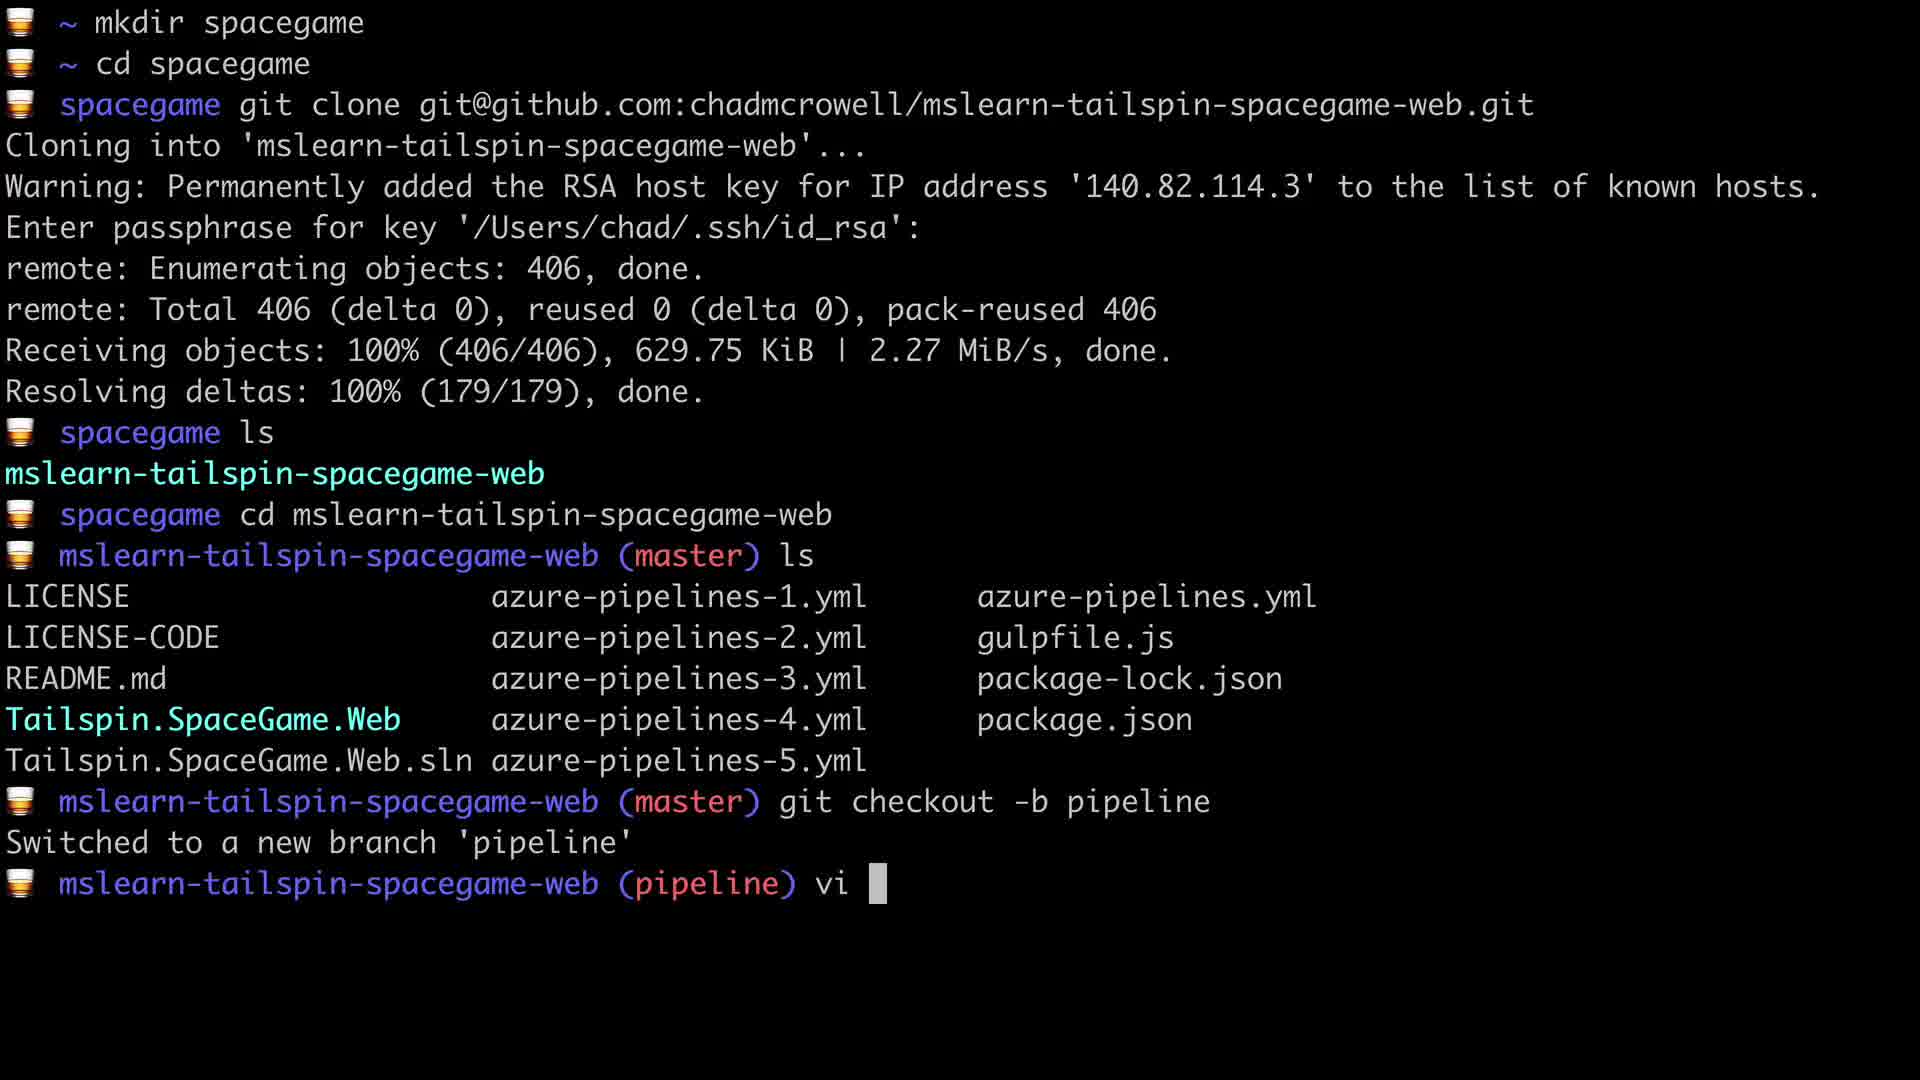 ~ mkdir spacegame
~ cd spacegame
spacegame git clone git@github.com:chadmcrowell/mslearn-tailspin-spacegame-web.git
Cloning into 'mslearn-tailspin-spacegame-web'...
Warning: Permanently added the RSA host key for IP address '140.82.114.3' to the list of known hosts.
Enter passphrase for key '/Users/chad/.ssh/id_rsa':
remote: Enumerating objects: 406, done.
remote: Total 406 (delta 0), reused 0 (delta 0), pack-reused 406
Receiving objects: 100% (406/406), 629.75 KiB | 2.27 MiB/s, done.
Resolving deltas: 100% (179/179), done.
spacegame ls
mslearn-tailspin-spacegame-web
spacegame cd mslearn-tailspin-spacegame-web
mslearn-tailspin-spacegame-web (master) ls
LICENSE azure-pipelines-1.yml azure-pipelines.yml
LICENSE-CODE azure-pipelines-2.yml gulpfile.js
README.md azure-pipelines-3.yml package-lock.json
Tailspin.SpaceGame.Web azure-pipelines-4.yml package.json
Tailspin.SpaceGame.Web.sln azure-pipelines-5.yml
mslearn-tailspin-spacegame-web (master) git checkout -b pipeline
Switched to a new branch 'pipeline'
mslearn-tailspin-spacegame-web (pipeline) vi